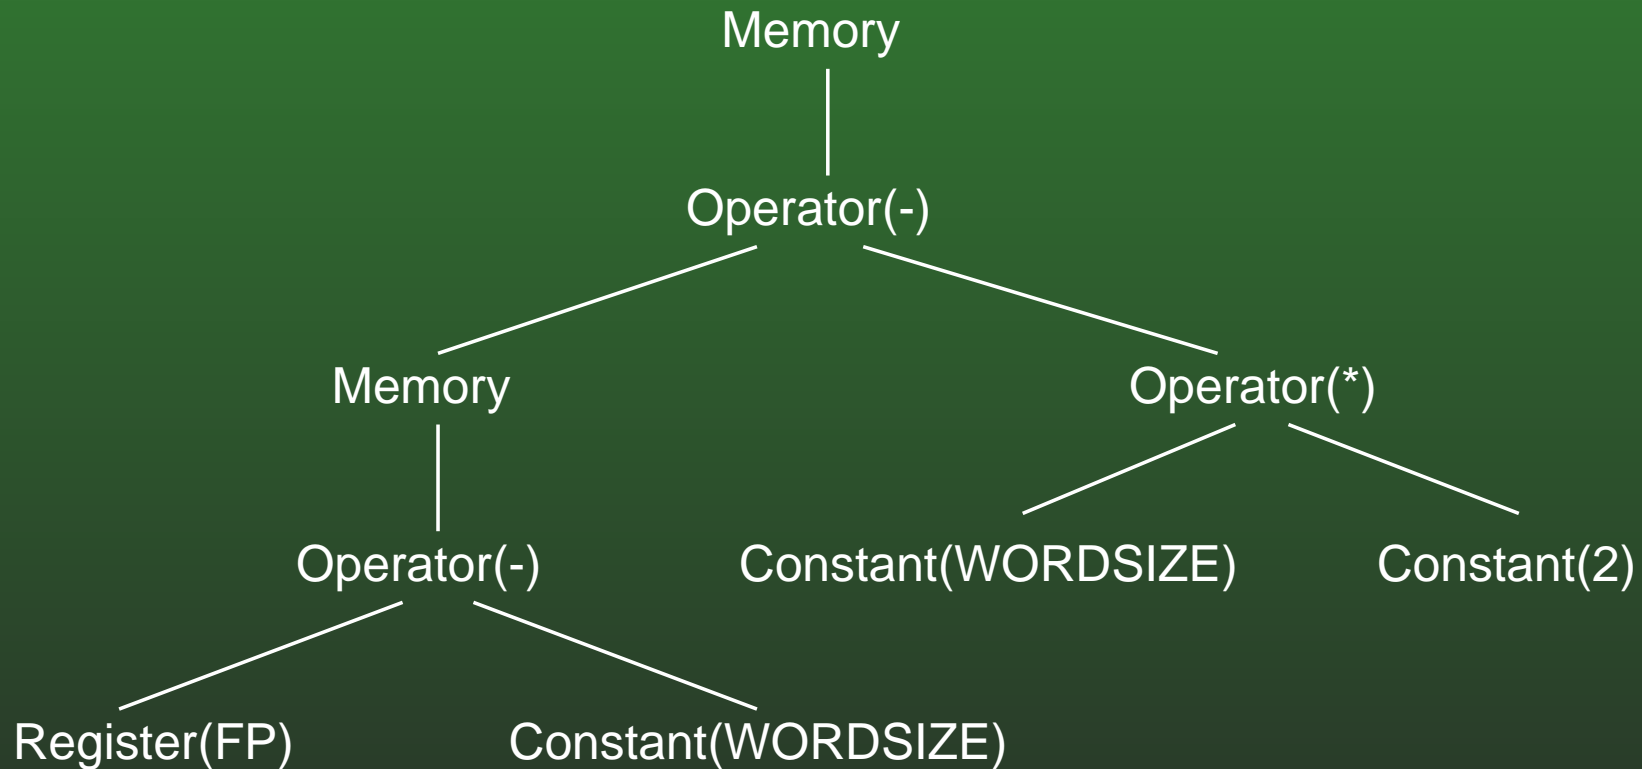 Memory
Operator(-)
Memory
Operator(*)
Operator(-)
Constant(WORDSIZE)
Constant(2)
Register(FP)
Constant(WORDSIZE)